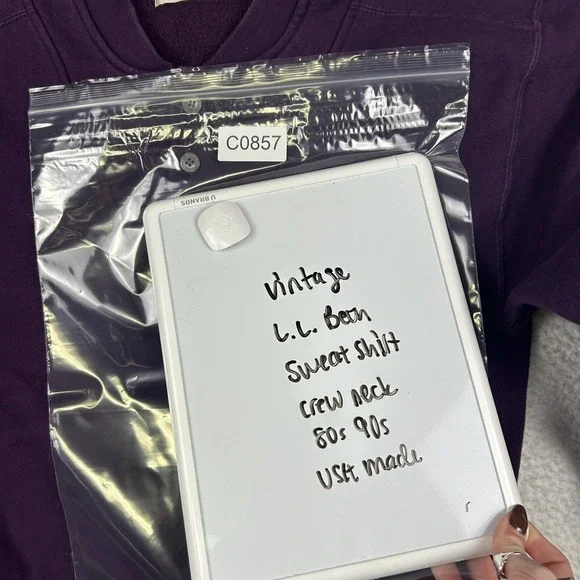 C0857
U BRANDS
vintage
L.L. Bean
Sweat Shirt
crew neck
80s 90s
USA made